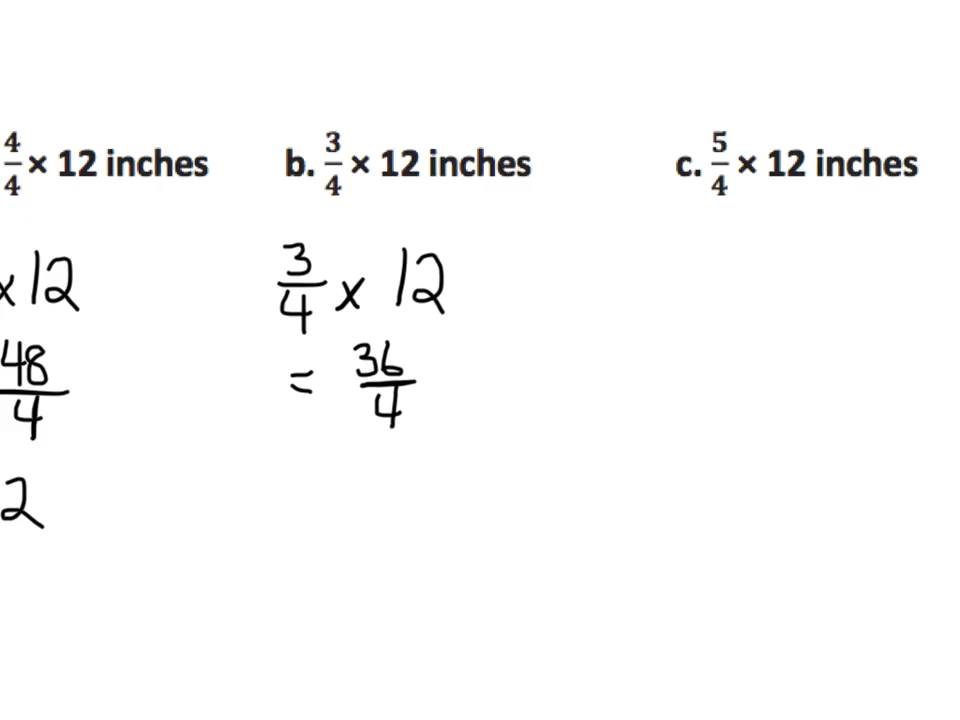 4/4 × 12 inches
b. 3/4 × 12 inches
c. 5/4 × 12 inches
x 12
3/4 x 12
48/4
= 36/4
2